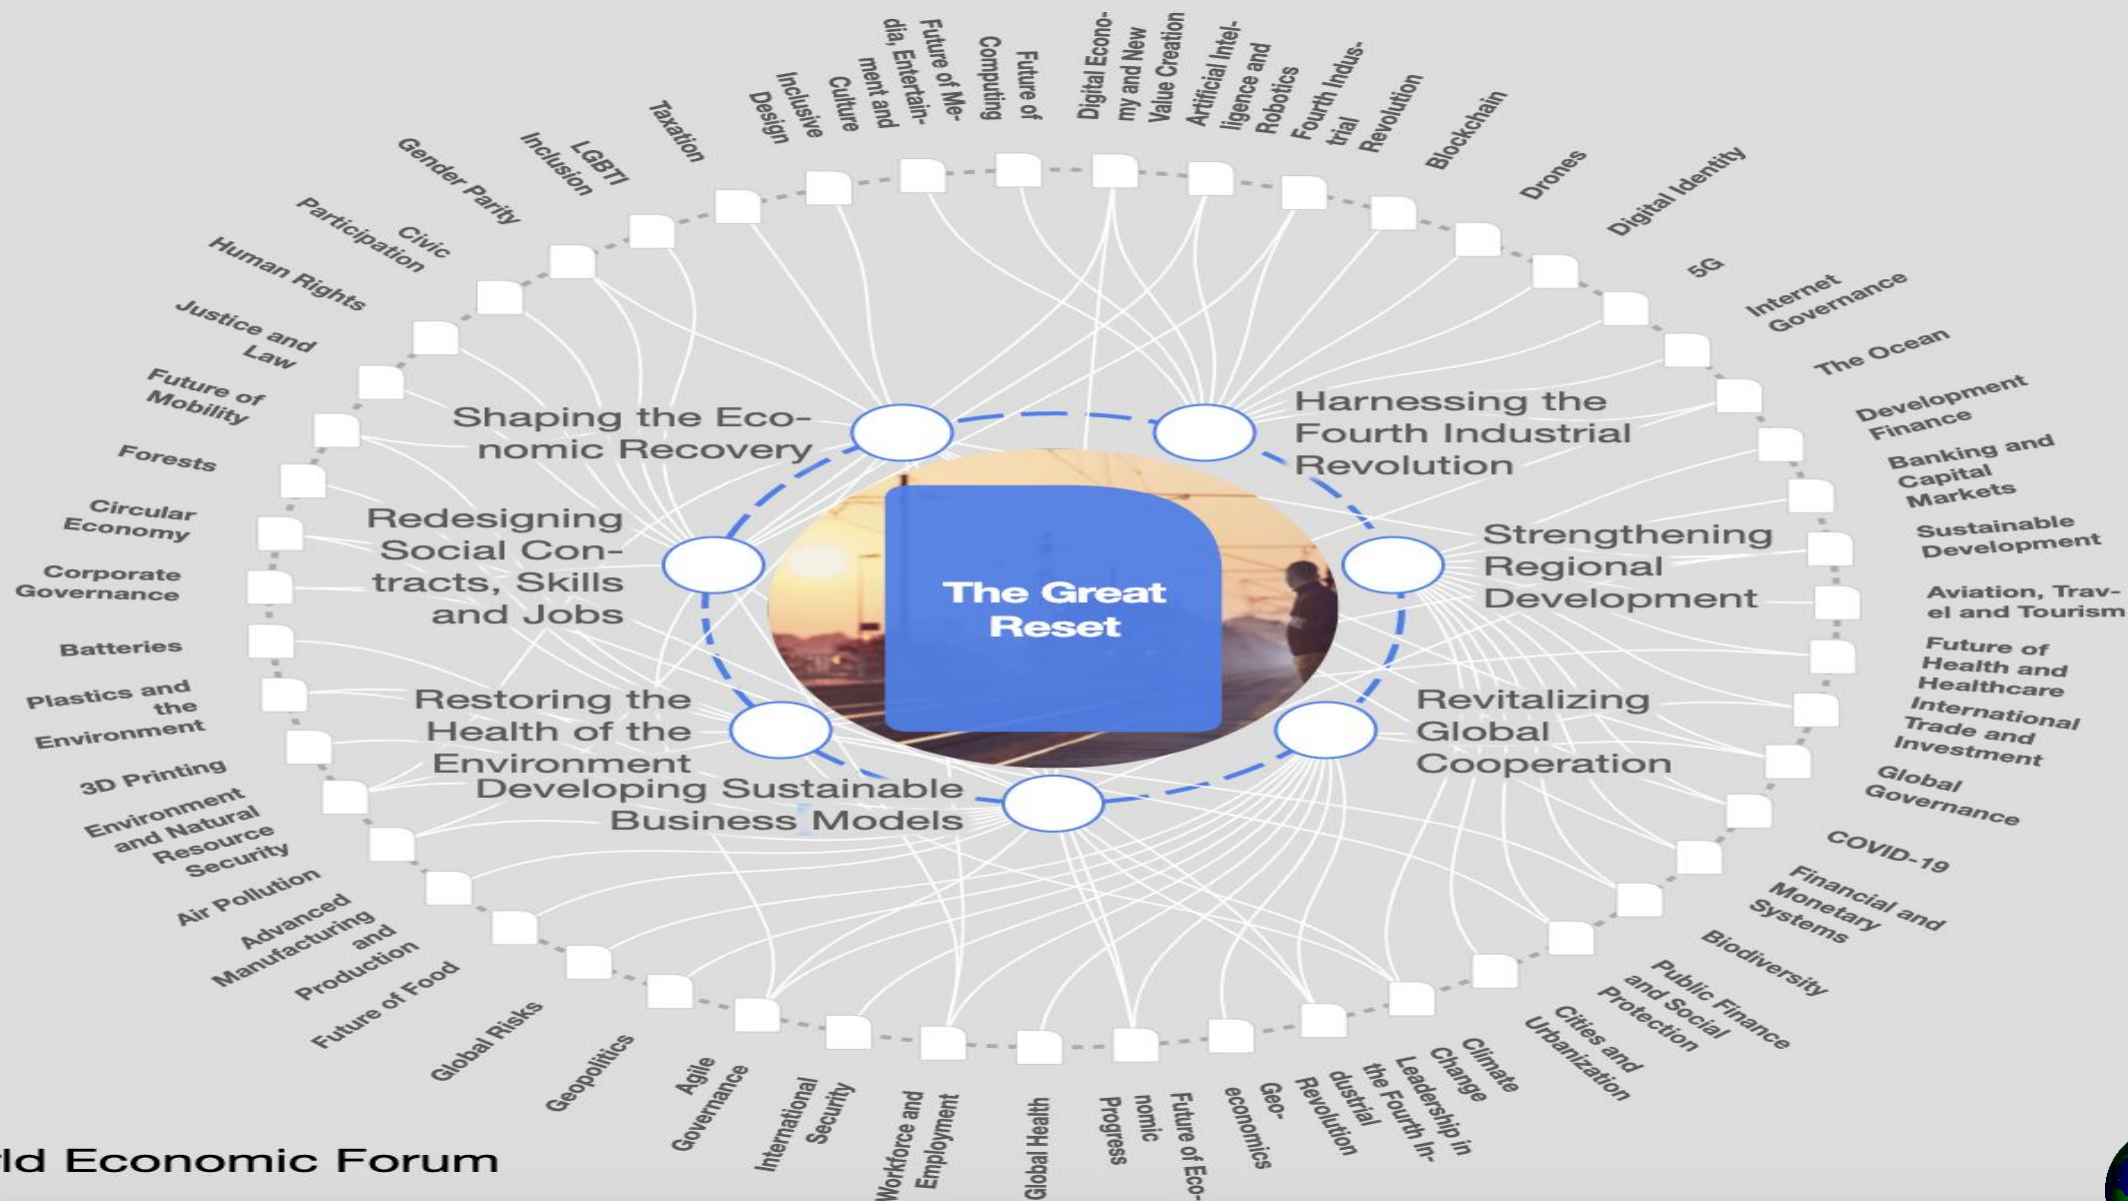 The Great
Reset
Shaping the Eco-
nomic Recovery
Harnessing the
Fourth Industrial
Revolution
Redesigning
Social Con-
tracts, Skills
and Jobs
Strengthening
Regional
Development
Restoring the
Health of the
Environment
Revitalizing
Global
Cooperation
Developing Sustainable
Business Models
Digital Econo-
my and New
Value Creation
Artificial Intel-
ligence and
Robotics
Fourth Indus-
trial
Revolution
Blockchain
Drones
Digital Identity
5G
Internet
Governance
The Ocean
Development
Finance
Banking and
Capital
Markets
Sustainable
Development
Aviation, Trav-
el and Tourism
Future of
Health and
Healthcare
International
Trade and
Investment
Global
Governance
COVID-19
Financial and
Monetary
Systems
Biodiversity
Public Finance
and Social
Protection
Cities and
Urbanization
Climate
Change
Leadership in
the Fourth In-
dustrial
Revolution
Geo-
economics
Future of Eco-
nomic
Progress
Global Health
Workforce and
Employment
International
Security
Agile
Governance
Geopolitics
Global Risks
Future of Food
Advanced
Manufacturing
and
Production
Air Pollution
Environment
and Natural
Resource
Security
3D Printing
Plastics and
the
Environment
Batteries
Corporate
Governance
Circular
Economy
Forests
Future of
Mobility
Justice and
Law
Human Rights
Civic
Participation
Gender Parity
LGBTI
Inclusion
Taxation
Inclusive
Design
Future of Me-
dia, Entertain-
ment and
Culture
Future of
Computing
ld Economic Forum